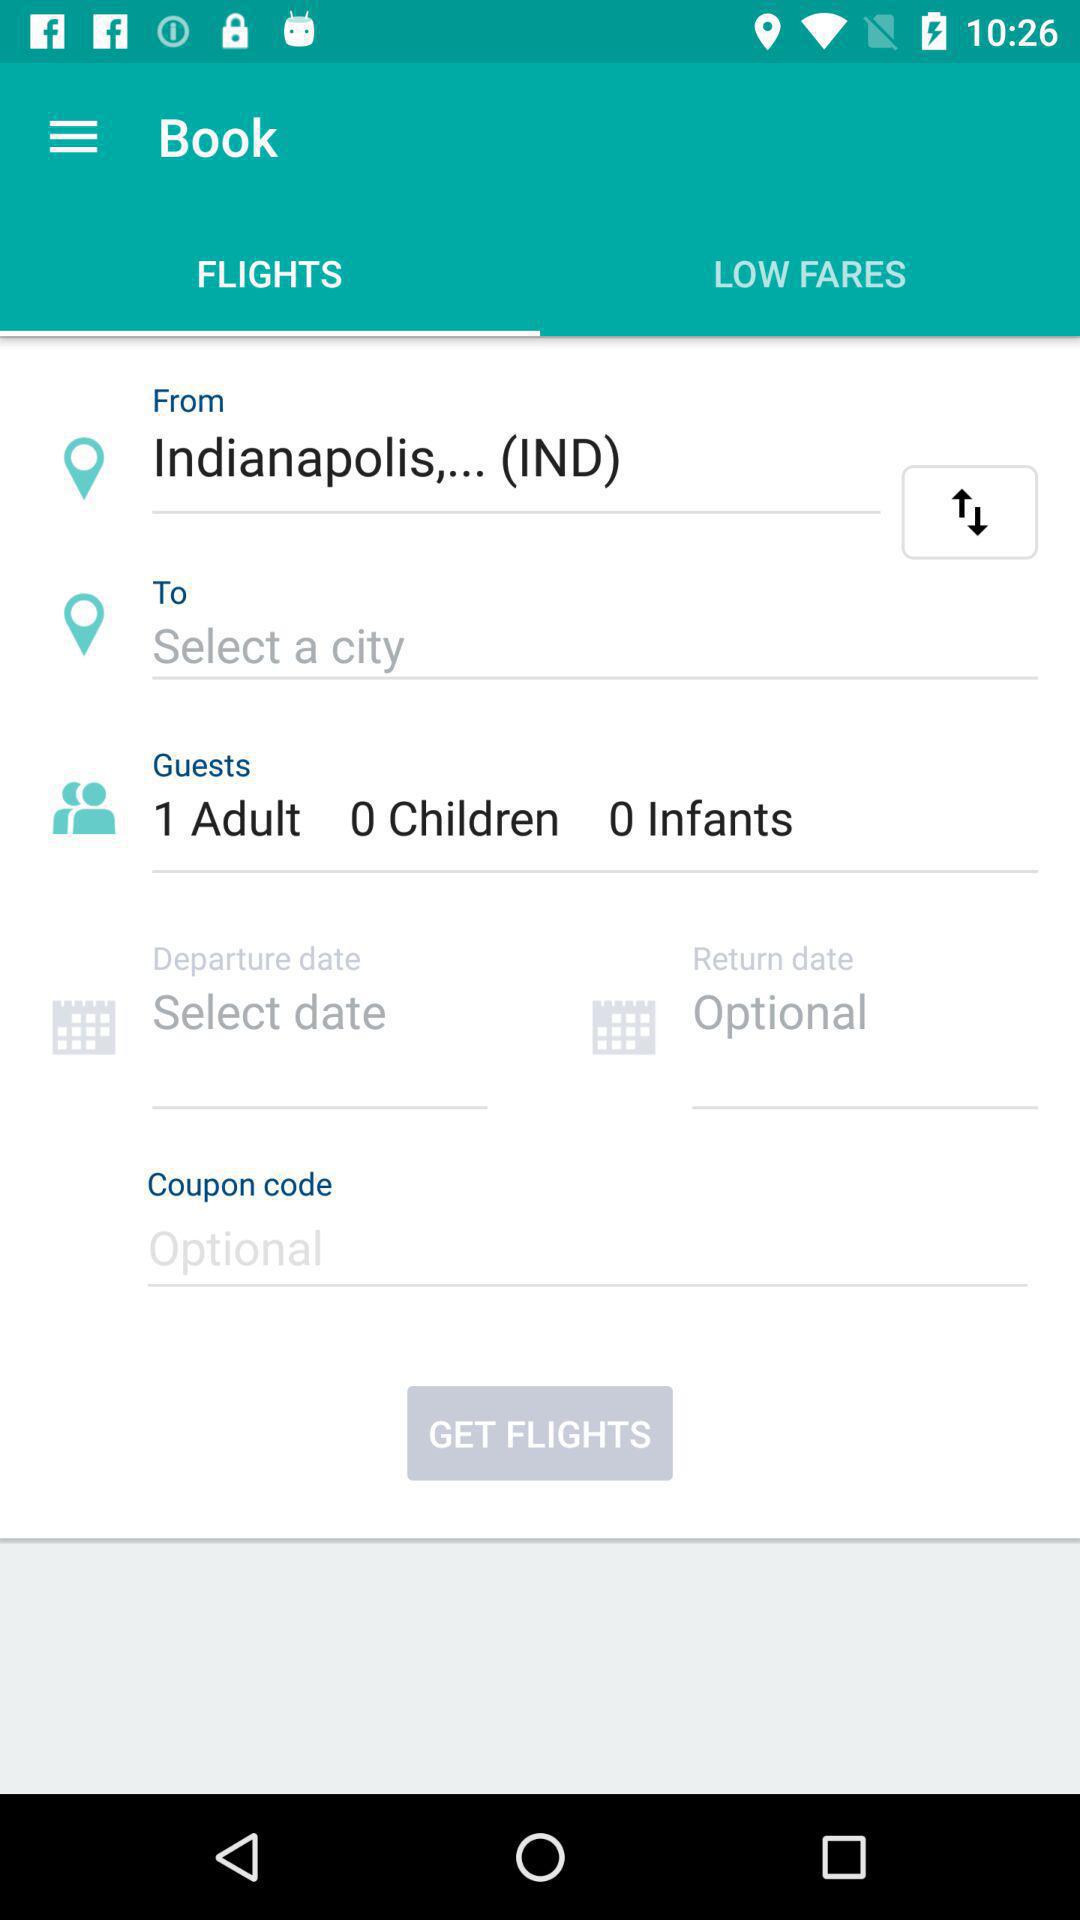 10:26
Book
FLIGHTS LOW FARES
From
Indianapolis,... (IND)
To
Select a city
Guests
1 Adult 0 Children 0 Infants
Departure date Return date
Select date Optional
Coupon code
Optional
GET FLIGHTS